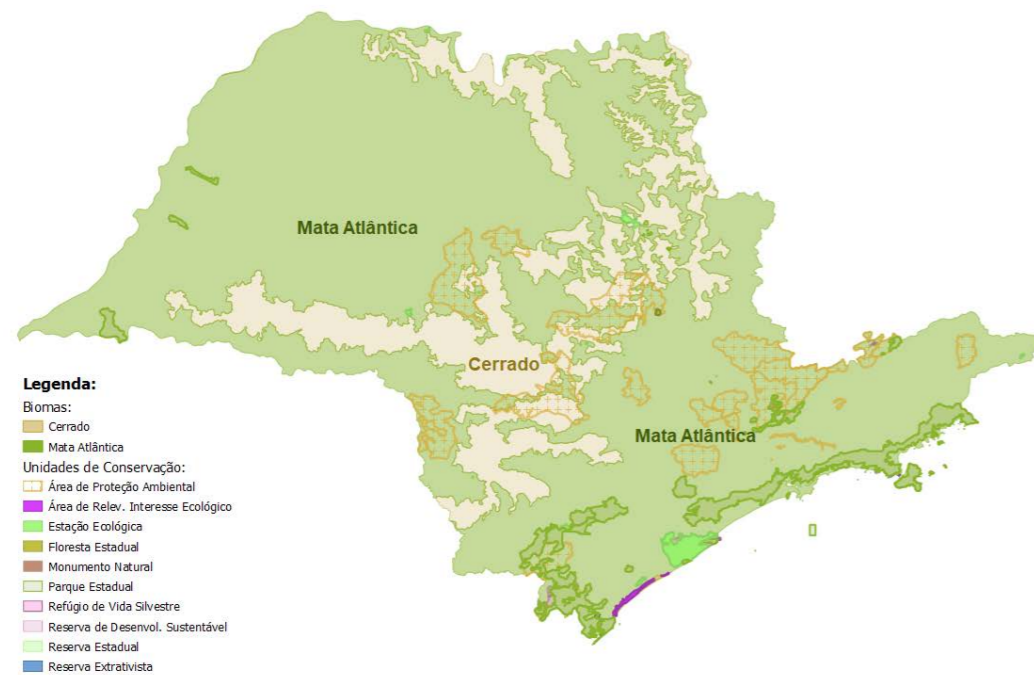 Mata Atlântica
Cerrado
Mata Atlântica
Legenda:
Biomas:
Cerrado
Mata Atlântica
Unidades de Conservação:
Área de Proteção Ambiental
Área de Relev. Interesse Ecológico
Estação Ecológica
Floresta Estadual
Monumento Natural
Parque Estadual
Refúgio de Vida Silvestre
Reserva de Desenvol. Sustentável
Reserva Estadual
Reserva Extrativista